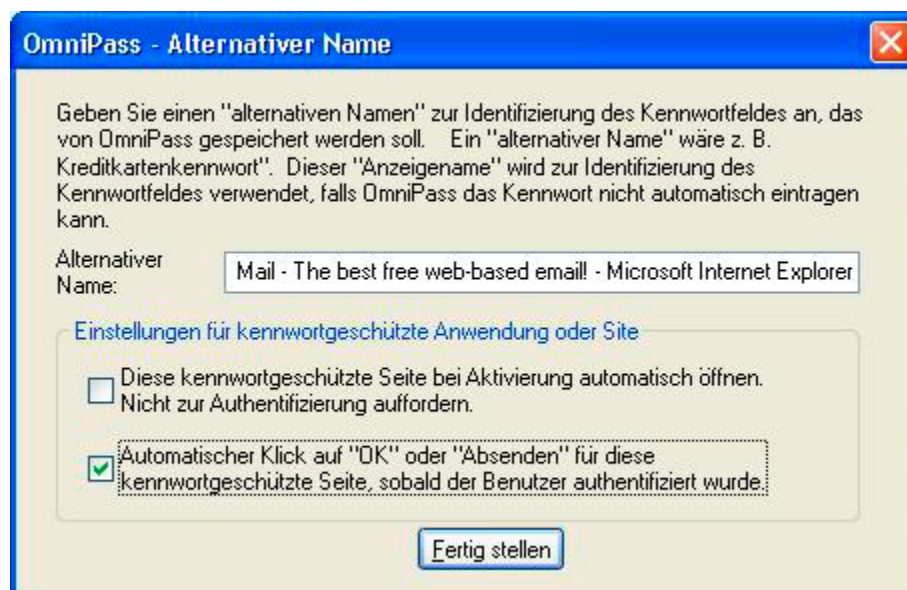 OmniPass - Alternativer Name
Geben Sie einen "alternativen Namen" zur Identifizierung des Kennwortfeldes an, das
von OmniPass gespeichert werden soll. Ein "alternativer Name" wäre z. B.
Kreditkartenkennwort". Dieser "Anzeigename" wird zur Identifizierung des
Kennwortfeldes verwendet, falls OmniPass das Kennwort nicht automatisch eintragen
kann.
Alternativer
Name:
Mail - The best free web-based email! - Microsoft Internet Explorer
Einstellungen für kennwortgeschützte Anwendung oder Site
Diese kennwortgeschützte Seite bei Aktivierung automatisch öffnen.
Nicht zur Authentifizierung auffordern.
Automatischer Klick auf "OK" oder "Absenden" für diese
kennwortgeschützte Seite, sobald der Benutzer authentifiziert wurde.
Fertig stellen